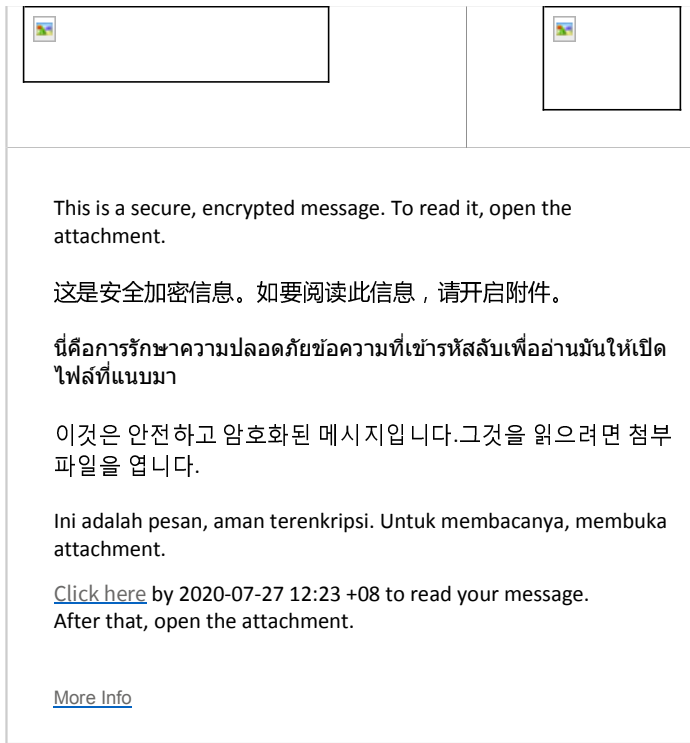 This is a secure, encrypted message. To read it, open the
attachment.
这是安全加密信息。如要阅读此信息，请开启附件。
นี่คือการรักษาความปลอดภัยข้อความที่เข้ารหัสลับเพื่ออ่านมันให้เปิด
ไฟล์ที่แนบมา
이것은 안전하고 암호화된 메시지입니다.그것을 읽으려면 첨부
파일을 엽니다.
Ini adalah pesan, aman terenkripsi. Untuk membacanya, membuka
attachment.
Click here by 2020-07-27 12:23 +08 to read your message.
After that, open the attachment.
More Info